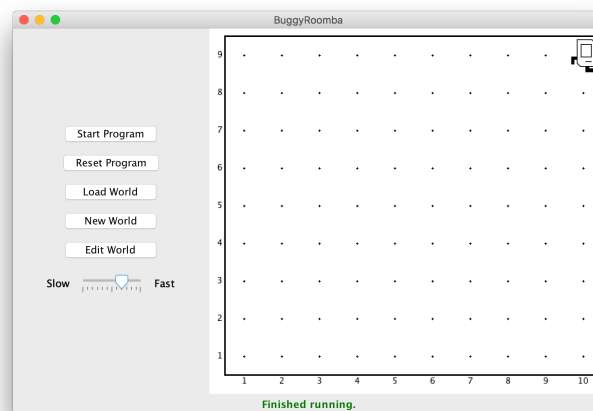 BuggyRoomba
Start Program
Reset Program
Load World
New World
Edit World
Slow Fast
9
8
7
6
5
4
3
2
1
1 2 3 4 5 6 7 8 9 10
Finished running.